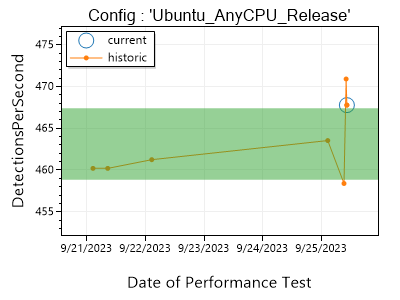 Config : 'Ubuntu_AnyCPU_Release'
current
historic
DetectionsPerSecond
475
470
465
460
455
9/21/2023 9/22/2023 9/23/2023 9/24/2023 9/25/2023
Date of Performance Test